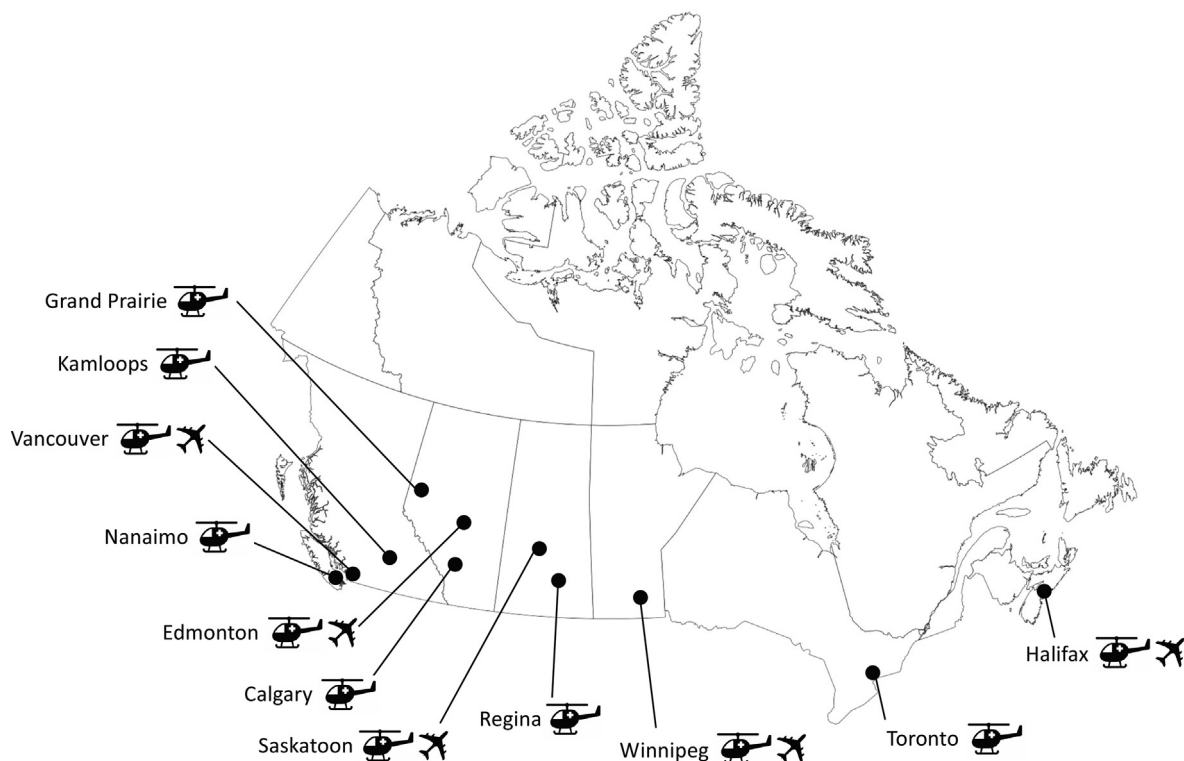 Grand Prairie
Kamloops
Vancouver
Nanaimo
Edmonton
Calgary
Saskatoon
Regina
Winnipeg
Toronto
Halifax